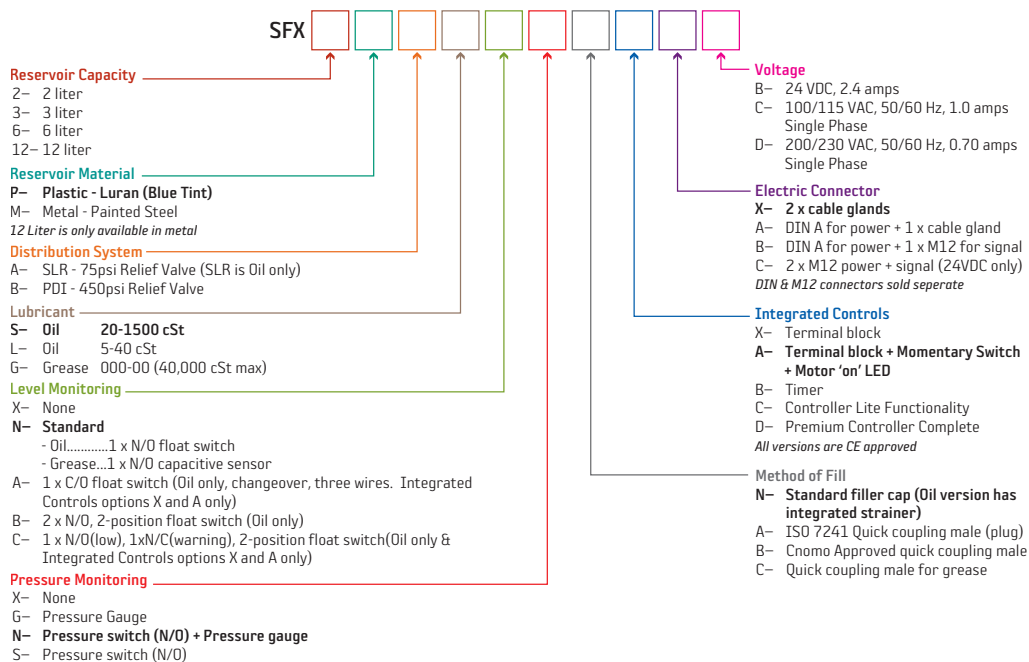 SFX
Reservoir Capacity
2– 2 liter
3– 3 liter
6– 6 liter
12– 12 liter
Reservoir Material
P– Plastic - Luran (Blue Tint)
M– Metal - Painted Steel
12 Liter is only available in metal
Distribution System
A– SLR - 75psi Relief Valve (SLR is Oil only)
B– PDI - 450psi Relief Valve
Lubricant
S– Oil 20-1500 cSt
L– Oil 5-40 cSt
G– Grease 000-00 (40,000 cSt max)
Level Monitoring
X– None
N– Standard
- Oil............1 x N/O float switch
- Grease...1 x N/O capacitive sensor
A– 1 x C/O float switch (Oil only, changeover, three wires. Integrated
Controls options X and A only)
B– 2 x N/O, 2-position float switch (Oil only)
C– 1 x N/O(low), 1xN/C(warning), 2-position float switch(Oil only &
Integrated Controls options X and A only)
Pressure Monitoring
X– None
G– Pressure Gauge
N– Pressure switch (N/O) + Pressure gauge
S– Pressure switch (N/O)
Voltage
B– 24 VDC, 2.4 amps
C– 100/115 VAC, 50/60 Hz, 1.0 amps
Single Phase
D– 200/230 VAC, 50/60 Hz, 0.70 amps
Single Phase
Electric Connector
X– 2 x cable glands
A– DIN A for power + 1 x cable gland
B– DIN A for power + 1 x M12 for signal
C– 2 x M12 power + signal (24VDC only)
DIN & M12 connectors sold seperate
Integrated Controls
X– Terminal block
A– Terminal block + Momentary Switch
+ Motor ‘on’ LED
B– Timer
C– Controller Lite Functionality
D– Premium Controller Complete
All versions are CE approved
Method of Fill
N– Standard filler cap (Oil version has
integrated strainer)
A– ISO 7241 Quick coupling male (plug)
B– Cnomo Approved quick coupling male
C– Quick coupling male for grease